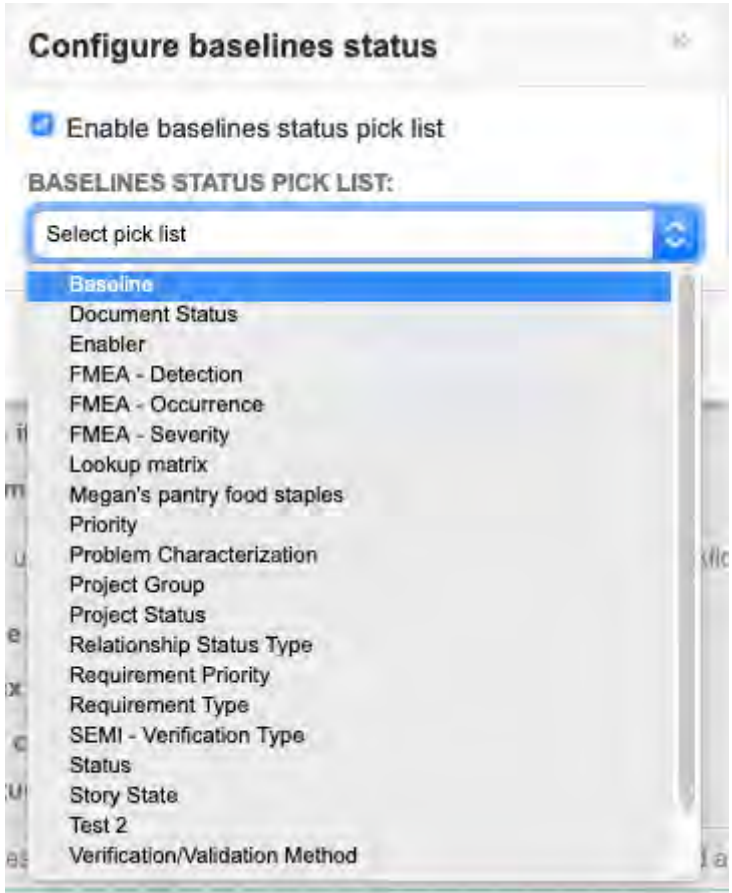 Configure baselines status
Enable baselines status pick list
BASELINES STATUS PICK LIST:
Select pick list
Baseline
Document Status
Enabler
FMEA - Detection
FMEA - Occurrence
FMEA - Severity
Lookup matrix
Megan's pantry food staples
Priority
Problem Characterization
Project Group
Project Status
Relationship Status Type
Requirement Priority
Requirement Type
SEMI - Verification Type
Status
Story State
Test 2
Verification/Validation Method